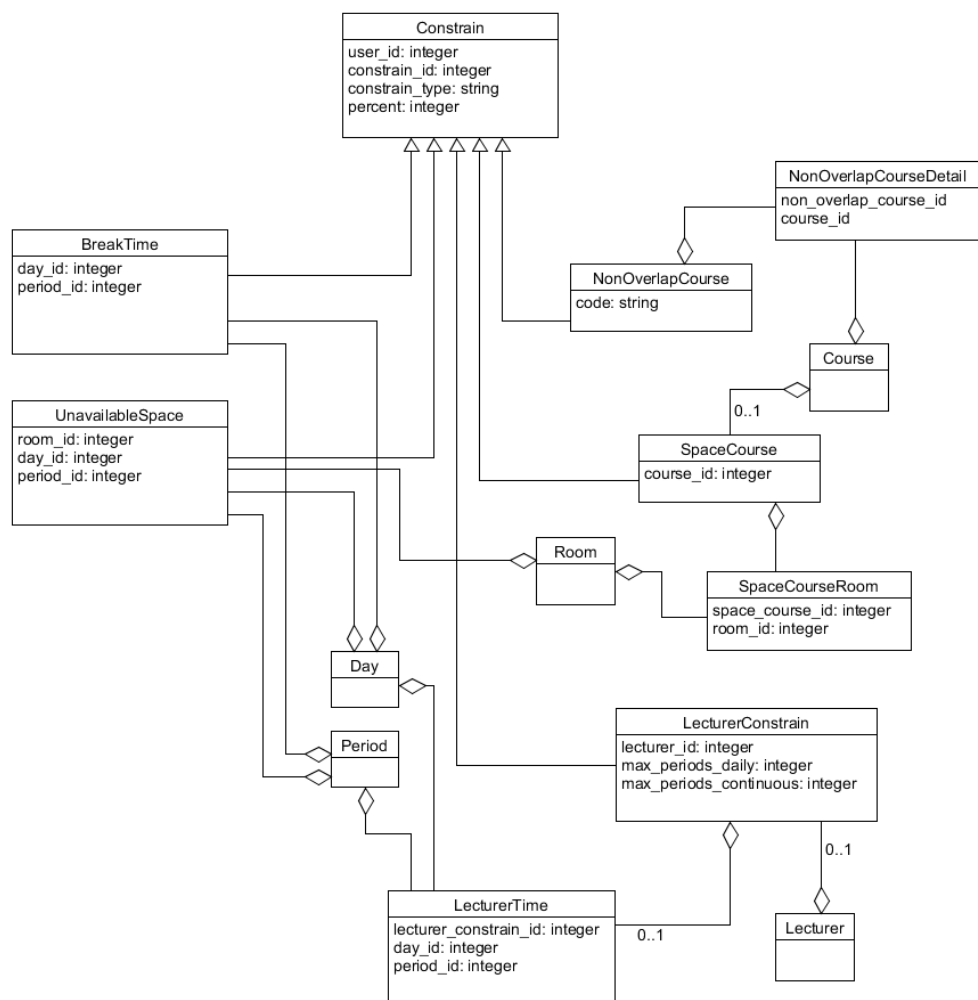 Constrain
user_id: integer
constrain_id: integer
constrain_type: string
percent: integer
NonOverlapCourseDetail
non_overlap_course_id
course_id
BreakTime
day_id: integer
period_id: integer
NonOverlapCourse
code: string
Course
UnavailableSpace
room_id: integer
day_id: integer
period_id: integer
0..1
SpaceCourse
course_id: integer
Room
SpaceCourseRoom
space_course_id: integer
room_id: integer
Day
Period
LecturerConstrain
lecturer_id: integer
max_periods_daily: integer
max_periods_continuous: integer
0..1
LecturerTime
lecturer_constrain_id: integer
day_id: integer
period_id: integer
0..1
Lecturer